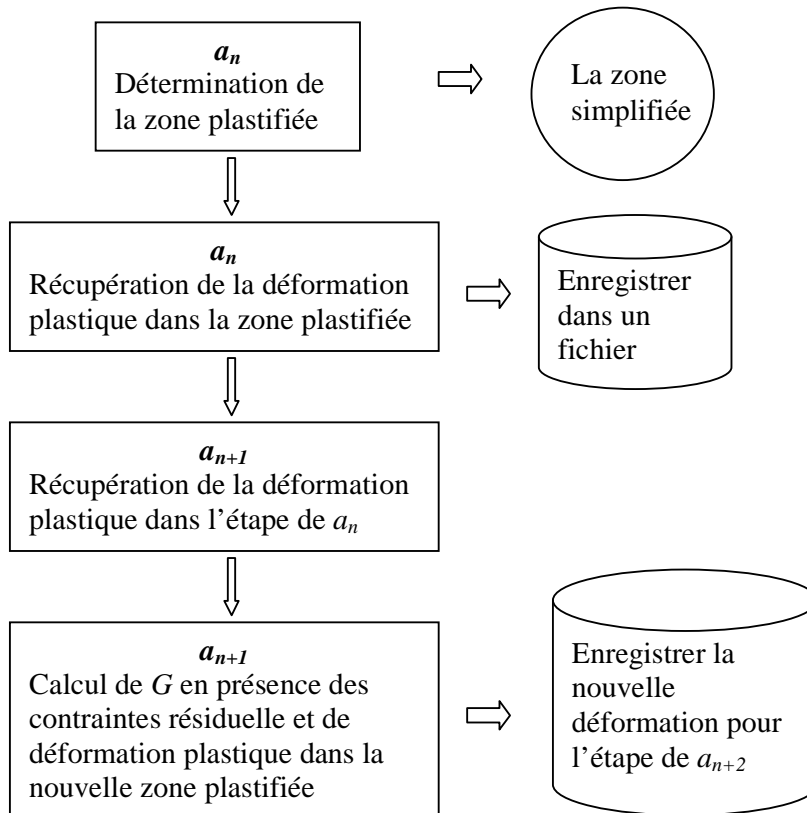 a_n
Détermination de
la zone plastifiée
La zone
simplifiée
a_n
Récupération de la déformation
plastique dans la zone plastifiée
Enregistrer
dans un
fichier
a_{n+1}
Récupération de la déformation
plastique dans l'étape de a_n
a_{n+1}
Calcul de G en présence des
contraintes résiduelle et de
déformation plastique dans la
nouvelle zone plastifiée
Enregistrer la
nouvelle
déformation pour
l'étape de a_{n+2}